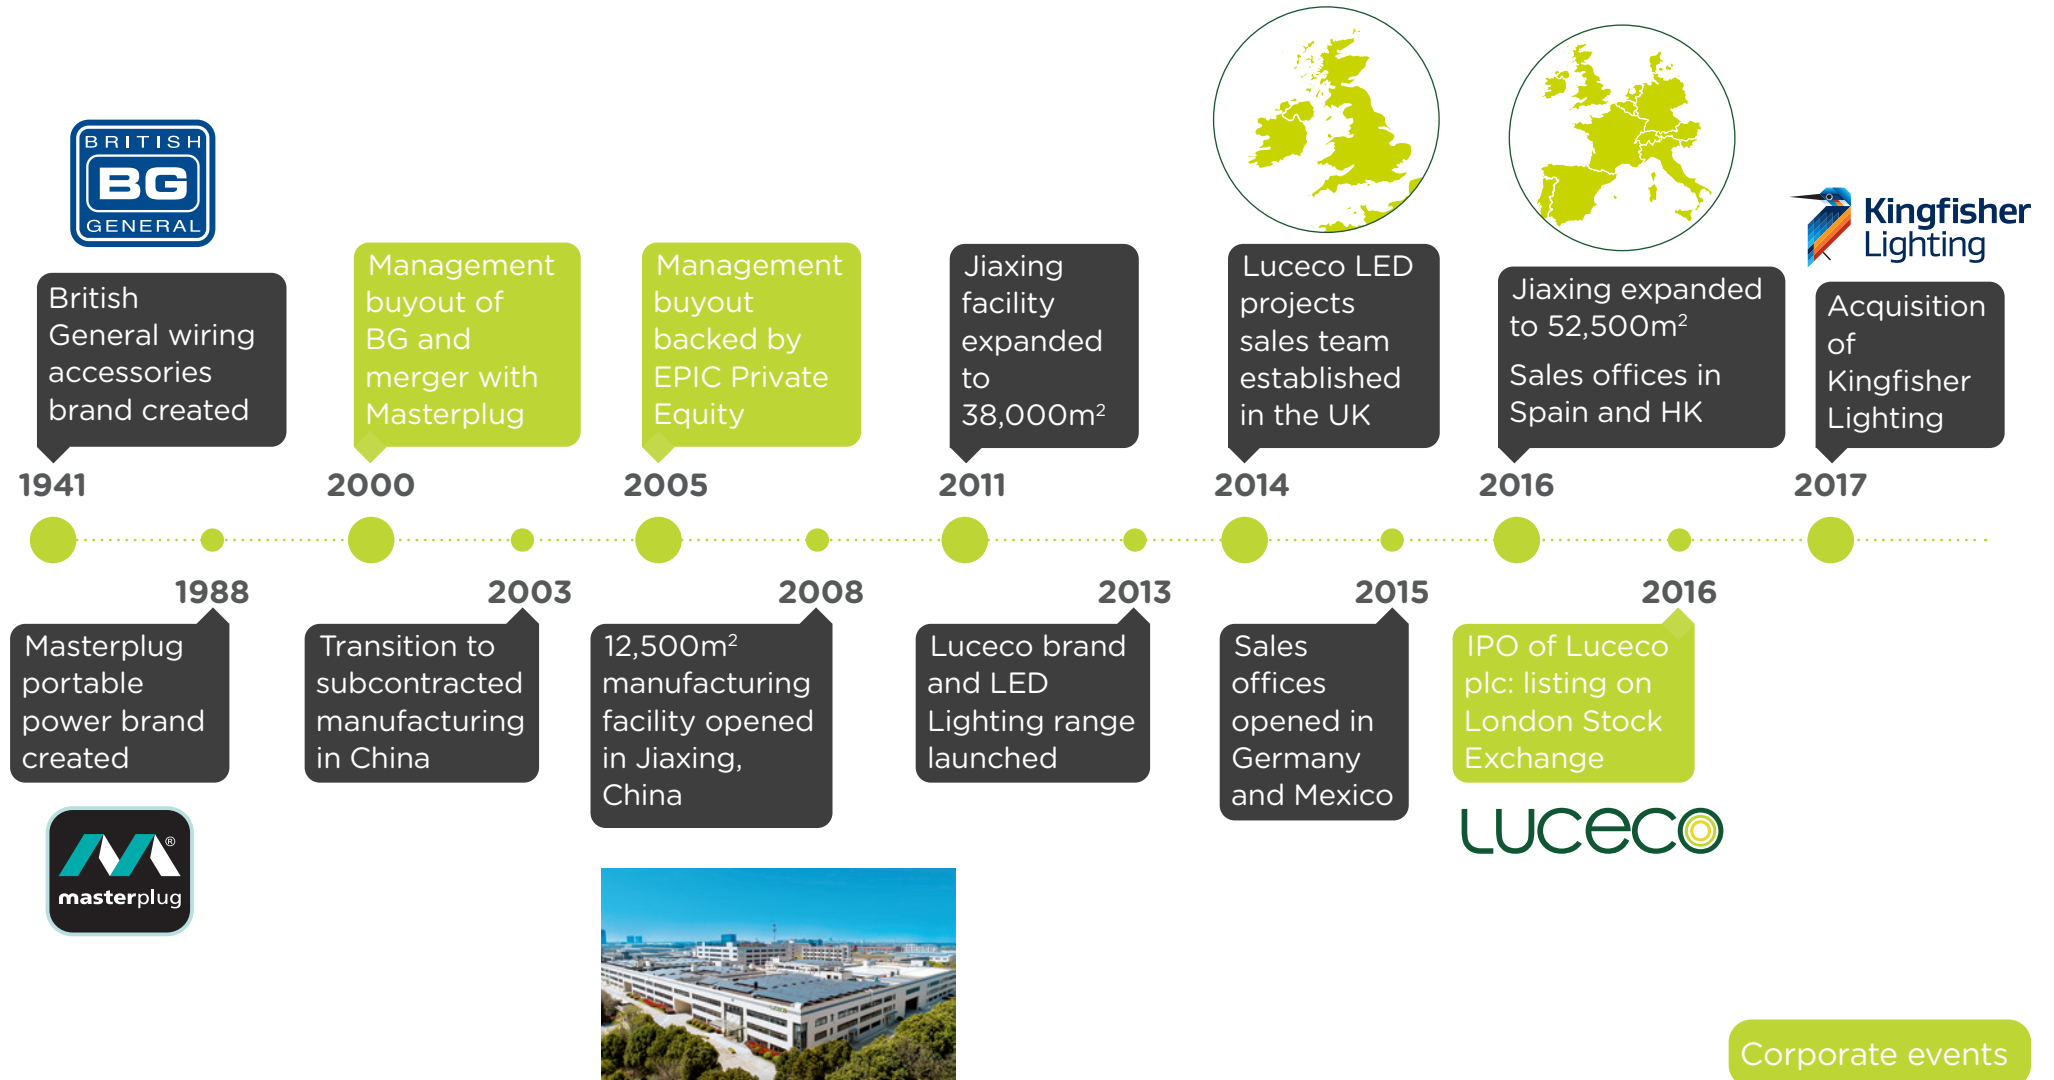 BRITISH
BG
GENERAL
Kingfisher
Lighting
British
General wiring
accessories
brand created
Management
buyout of
BG and
merger with
Masterplug
Management
buyout
backed by
EPIC Private
Equity
Jiaxing
facility
expanded
to
38,000m²
Luceco LED
projects
sales team
established
in the UK
Jiaxing expanded
to 52,500m²
Sales offices in
Spain and HK
Acquisition
of
Kingfisher
Lighting
1941
2000
2005
2011
2014
2016
2017
1988
2003
2008
2013
2015
2016
Masterplug
portable
power brand
created
Transition to
subcontracted
manufacturing
in China
12,500m²
manufacturing
facility opened
in Jiaxing,
China
Luceco brand
and LED
Lighting range
launched
Sales
offices
opened in
Germany
and Mexico
IPO of Luceco
plc: listing on
London Stock
Exchange
®
masterplug
LUCECO
LUCECO
Corporate events